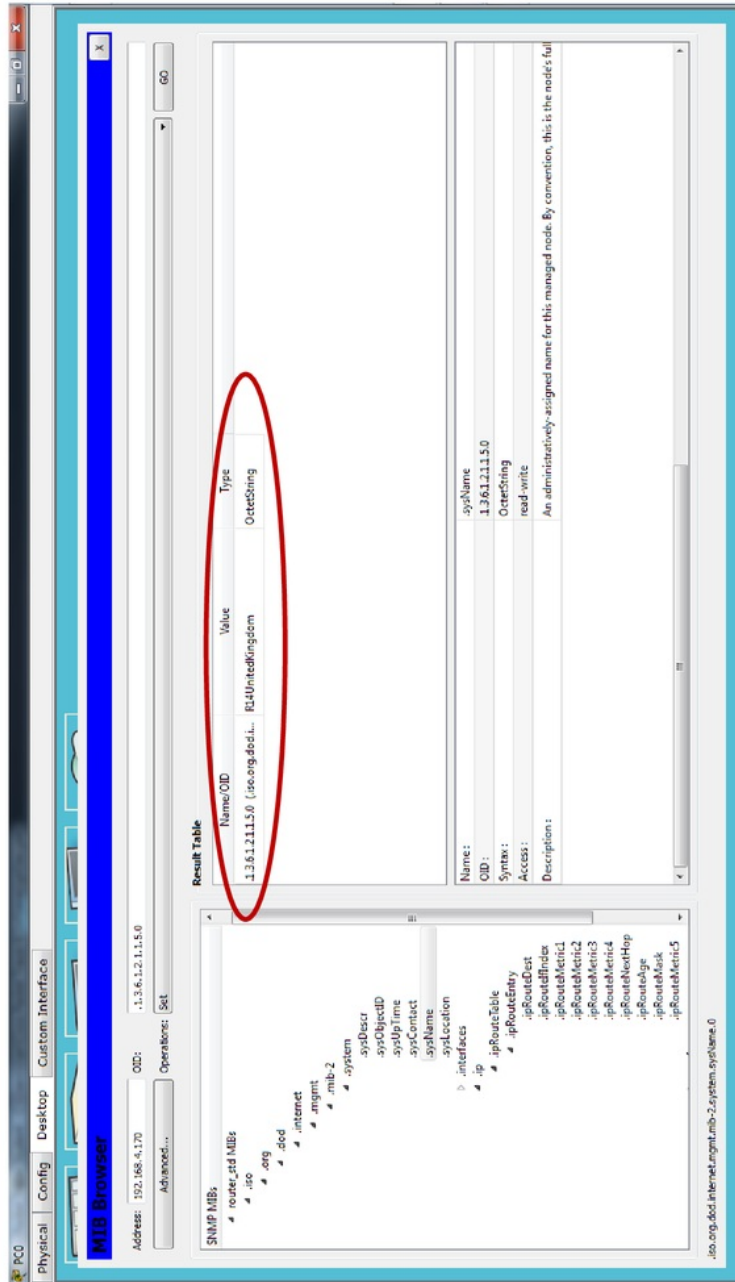 PC0
Physical Config Desktop Custom Interface
MIB Browser X
Address: 192.168.4.170 OID: .1.3.6.1.2.1.1.5.0
Advanced... Operations: Set GO
SNMP MIBs
router_std MIBs
.iso
.org
.dod
.internet
.mgmt
.mib-2
.system
.sysDescr
.sysObjectID
.sysUpTime
.sysContact
.sysName
.sysLocation
.interfaces
.ip
.ipRouteTable
.ipRouteEntry
.ipRouteDest
.ipRouteIfIndex
.ipRouteMetric1
.ipRouteMetric2
.ipRouteMetric3
.ipRouteMetric4
.ipRouteNextHop
.ipRouteAge
.ipRouteMask
.ipRouteMetric5
Result Table
Name/OID Value Type
.1.3.6.1.2.1.1.5.0 (.iso.org.dod.i... R14UnitedKingdom OctetString
Name : .sysName
OID : .1.3.6.1.2.1.1.5.0
Syntax : OctetString
Access : read-write
Description : An administratively-assigned name for this managed node. By convention, this is the node's full
.iso.org.dod.internet.mgmt.mib-2.system.sysName.0